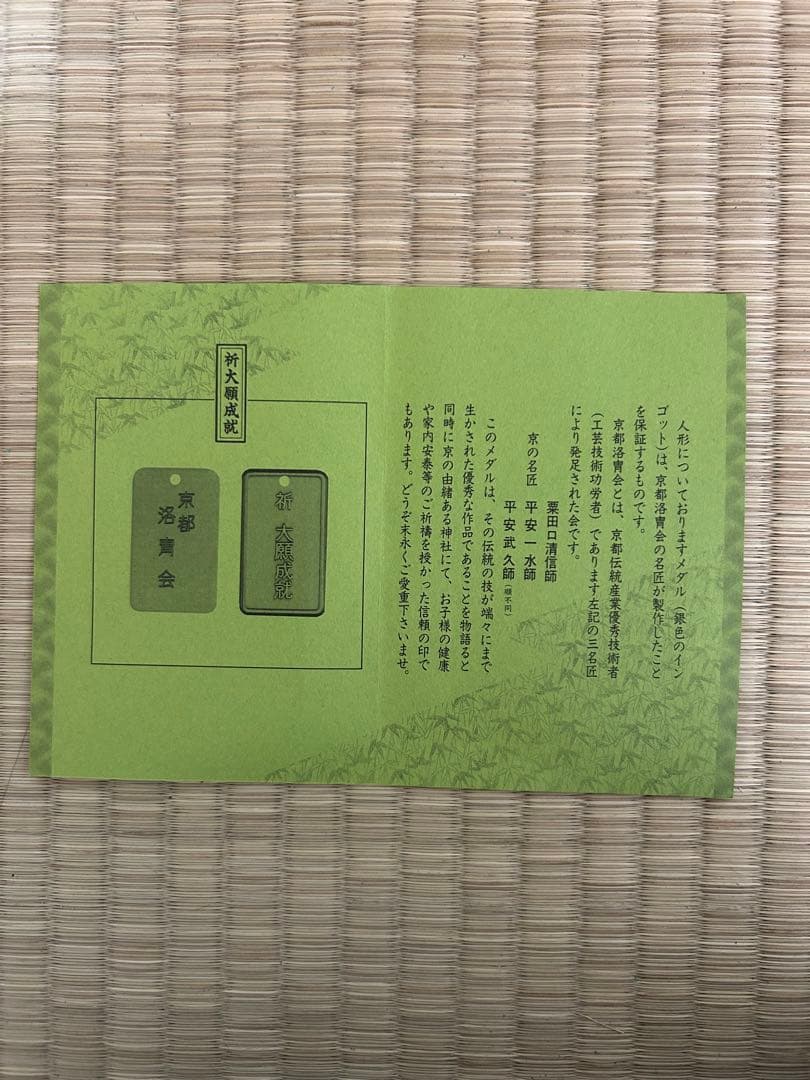 人形についておりますメダル（銀色のイン
ゴット）は、京都洛冑会の名匠が製作したこと
を保証するものです。
京都洛冑会とは、京都伝統産業優秀技術者
（工芸技術功労者）であります左記の三名匠
により発足された会です。
粟田口清信師
京の名匠　平安一水師
平安武久師（順不同）
このメダルは、その伝統の技が端々にまで
生かされた優秀な作品であることを物語ると
同時に京の由緒ある神社にて、お子様の健康
や家内安泰等のご祈禱を授かった信頼の印で
もあります。どうぞ末永くご愛重下さいませ。
祈大願成就
祈　大願成就
京都
洛冑会